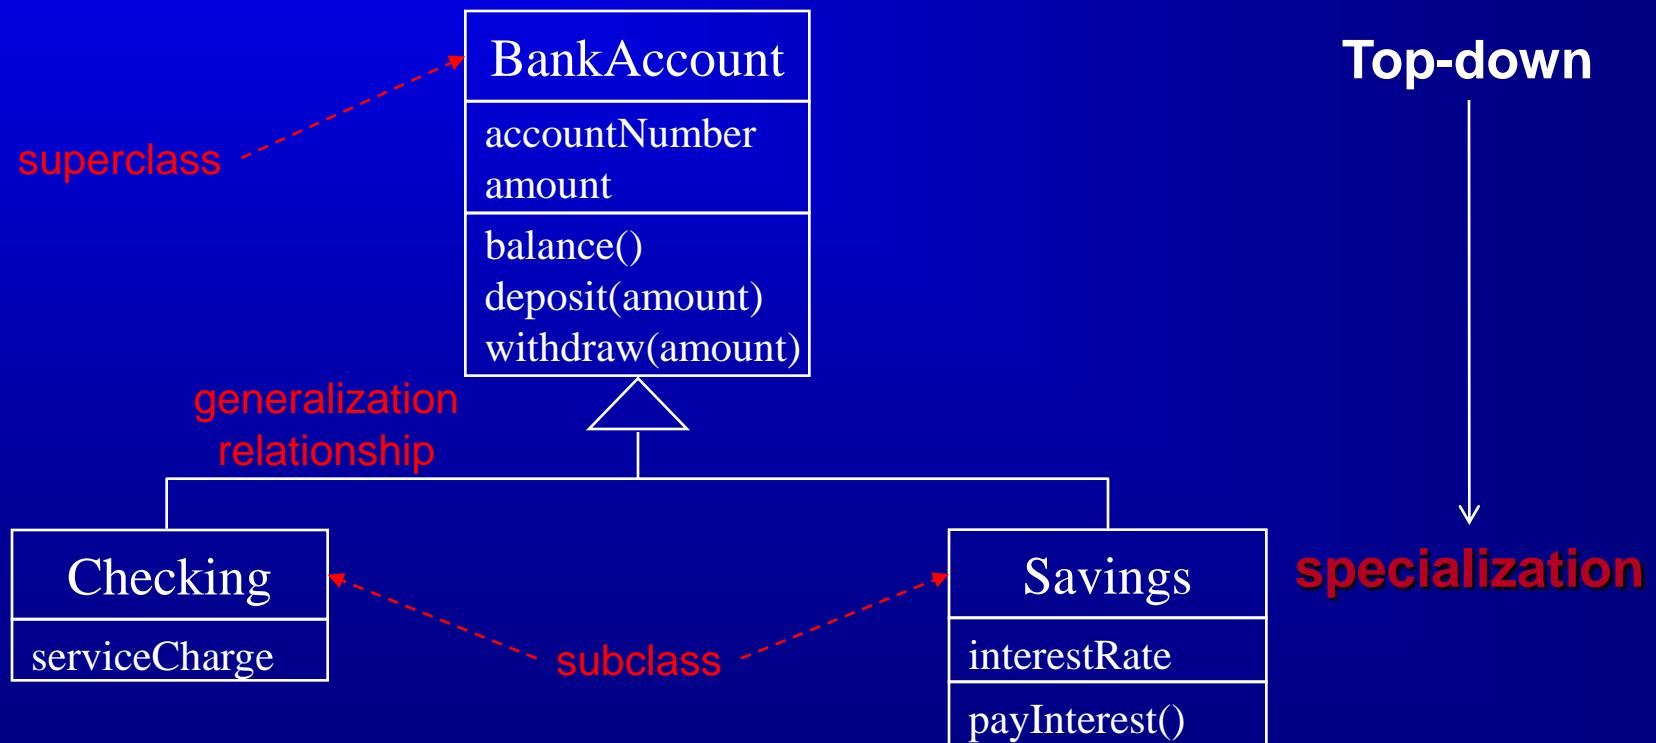 BankAccount
Top-down
accountNumber
superclass
amount
balance()
deposit(amount)
withdraw(amount)
generalization
relationship
Checking
Savings
specialization
serviceCharge
subclass
interestRate
payInterest()